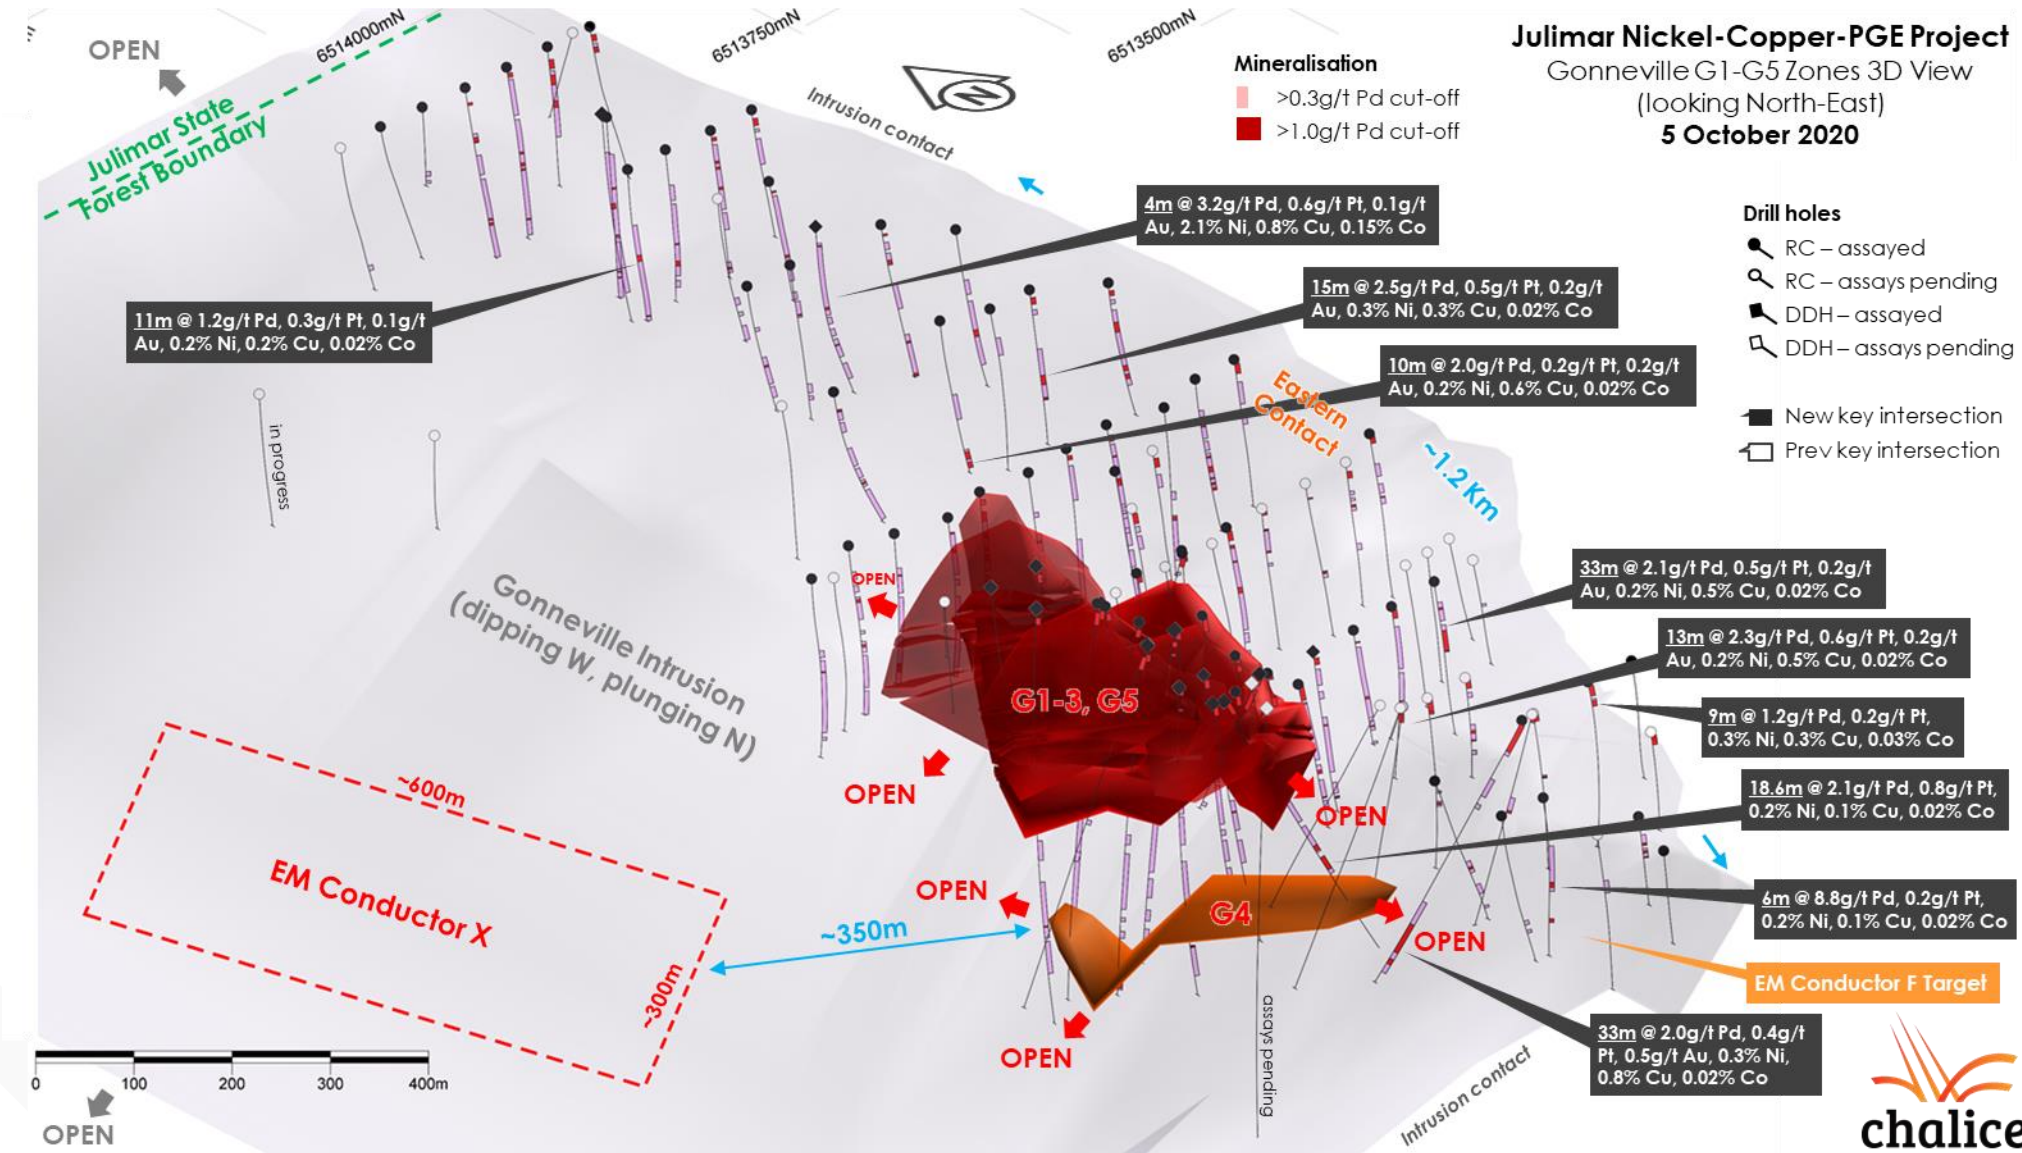 6514000mN
6513750mN
6513500mN
OPEN
Julimar State
Forest Boundary
Intrusion contact
N
Mineralisation
>0.3g/t Pd cut-off
>1.0g/t Pd cut-off
Julimar Nickel-Copper-PGE Project
Gonneville G1-G5 Zones 3D View
(looking North-East)
5 October 2020
Drill holes
RC – assayed
RC – assays pending
DDH – assayed
DDH – assays pending
New key intersection
Prev key intersection
4m @ 3.2g/t Pd, 0.6g/t Pt, 0.1g/t
Au, 2.1% Ni, 0.8% Cu, 0.15% Co
15m @ 2.5g/t Pd, 0.5g/t Pt, 0.2g/t
Au, 0.3% Ni, 0.3% Cu, 0.02% Co
11m @ 1.2g/t Pd, 0.3g/t Pt, 0.1g/t
Au, 0.2% Ni, 0.2% Cu, 0.02% Co
10m @ 2.0g/t Pd, 0.2g/t Pt, 0.2g/t
Au, 0.2% Ni, 0.6% Cu, 0.02% Co
Eastern
Contact
~1.2 Km
in progress
Gonneville Intrusion
(dipping W, plunging N)
OPEN
33m @ 2.1g/t Pd, 0.5g/t Pt, 0.2g/t
Au, 0.2% Ni, 0.5% Cu, 0.02% Co
13m @ 2.3g/t Pd, 0.6g/t Pt, 0.2g/t
Au, 0.2% Ni, 0.5% Cu, 0.02% Co
G1-3, G5
9m @ 1.2g/t Pd, 0.2g/t Pt,
0.3% Ni, 0.3% Cu, 0.03% Co
OPEN
OPEN
18.6m @ 2.1g/t Pd, 0.8g/t Pt,
0.2% Ni, 0.1% Cu, 0.02% Co
~600m
EM Conductor X
~300m
~350m
OPEN
G4
OPEN
6m @ 8.8g/t Pd, 0.2g/t Pt,
0.2% Ni, 0.1% Cu, 0.02% Co
EM Conductor F Target
OPEN
assays pending
33m @ 2.0g/t Pd, 0.4g/t
Pt, 0.5g/t Au, 0.3% Ni,
0.8% Cu, 0.02% Co
Intrusion contact
0 100 200 300 400m
OPEN
chalice